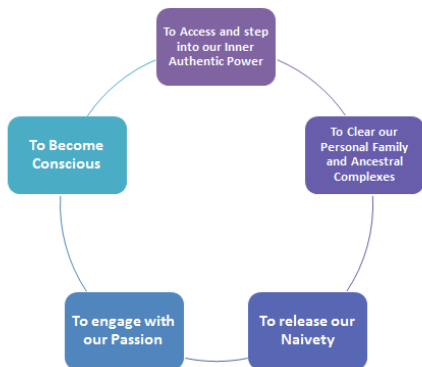 To Access and step
into our Inner
Authentic Power
To Clear our
Personal Family
and Ancestral
Complexes
To release our
Naivety
To engage with
our Passion
To Become
Conscious